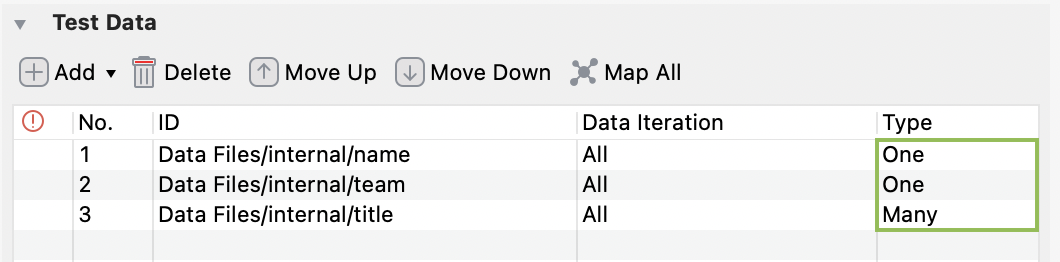 Test Data
Add Delete Move Up Move Down Map All
No. ID Data Iteration Type
1 Data Files/internal/name All One
2 Data Files/internal/team All One
3 Data Files/internal/title All Many